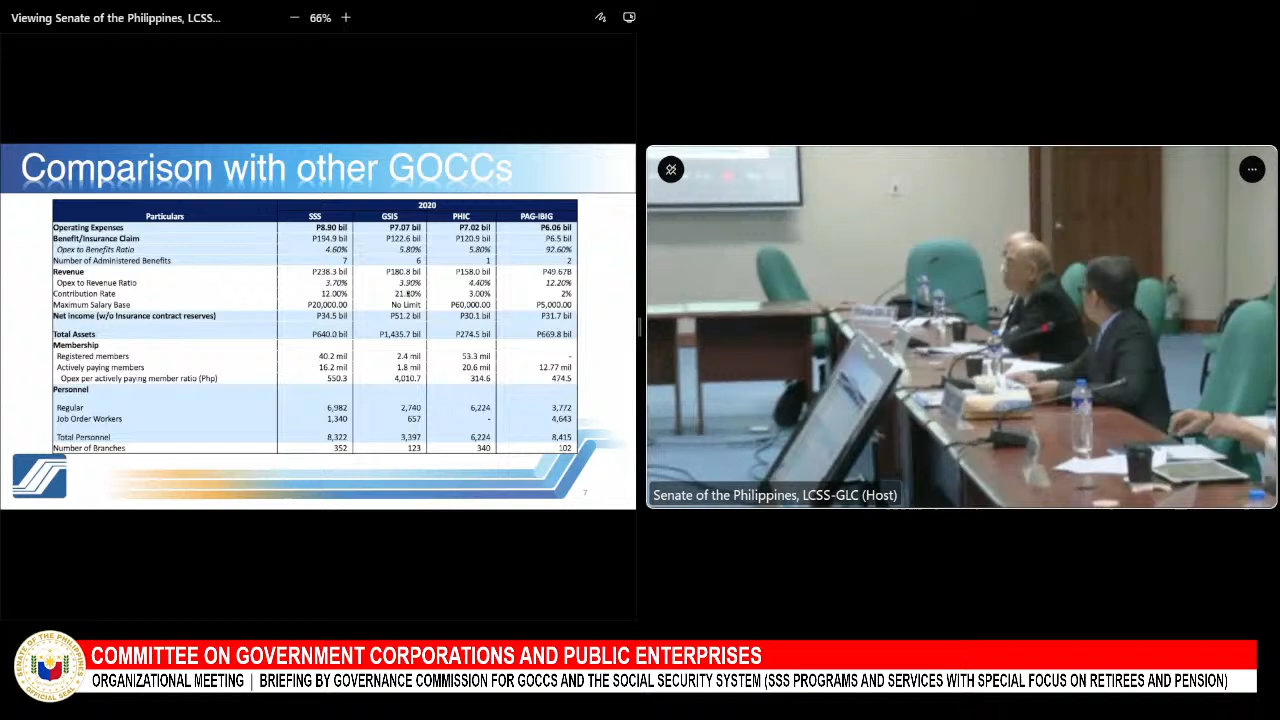 Viewing Senate of the Philippines, LCSS...
— 66% +
Comparison with other GOCCs
Particulars 2020
SSS GSIS PHIC PAG-IBIG
Operating Expenses P8.90 bil P7.07 bil P7.02 bil P6.06 bil
Benefit/Insurance Claim P194.9 bil P122.6 bil P120.9 bil P6.5 bil
Opex to Benefits Ratio 4.60% 5.80% 5.80% 92.60%
Number of Administered Benefits 7 6 1 2
Revenue P238.3 bil P180.8 bil P158.0 bil P49.67B
Opex to Revenue Ratio 3.70% 3.90% 4.40% 12.20%
Contribution Rate 12.00% 3.00% 2%
Maximum Salary Base P20,000.00 No Limit P60,000.00 P5,000.00
Net Income (w/o Insurance contract reserves) P34.5 bil P51.2 bil P30.1 bil P31.7 bil
Total Assets P640.0 bil P1,435.7 bil P274.5 bil P669.8 bil
Membership
Registered members 40.2 mil 2.4 mil 53.3 mil -
Actively paying members 16.2 mil 1.8 mil 20.6 mil 12.77 mil
Opex per actively paying member ratio (Php) 550.3 4,010.7 314.6 474.5
Personnel
Regular 6,982 2,740 6,224 3,772
Job Order Workers 1,340 657 - 4,643
Total Personnel 8,322 3,397 6,224 8,415
Number of Branches 352 123 340 102
7
Senate of the Philippines, LCSS-GLC (Host)
SENATE OF THE PHILIPPINES
OFFICIAL SEAL
COMMITTEE ON GOVERNMENT CORPORATIONS AND PUBLIC ENTERPRISES
ORGANIZATIONAL MEETING | BRIEFING BY GOVERNANCE COMMISSION FOR GOCCS AND THE SOCIAL SECURITY SYSTEM (SSS PROGRAMS AND SERVICES WITH SPECIAL FOCUS ON RETIREES AND PENSION)